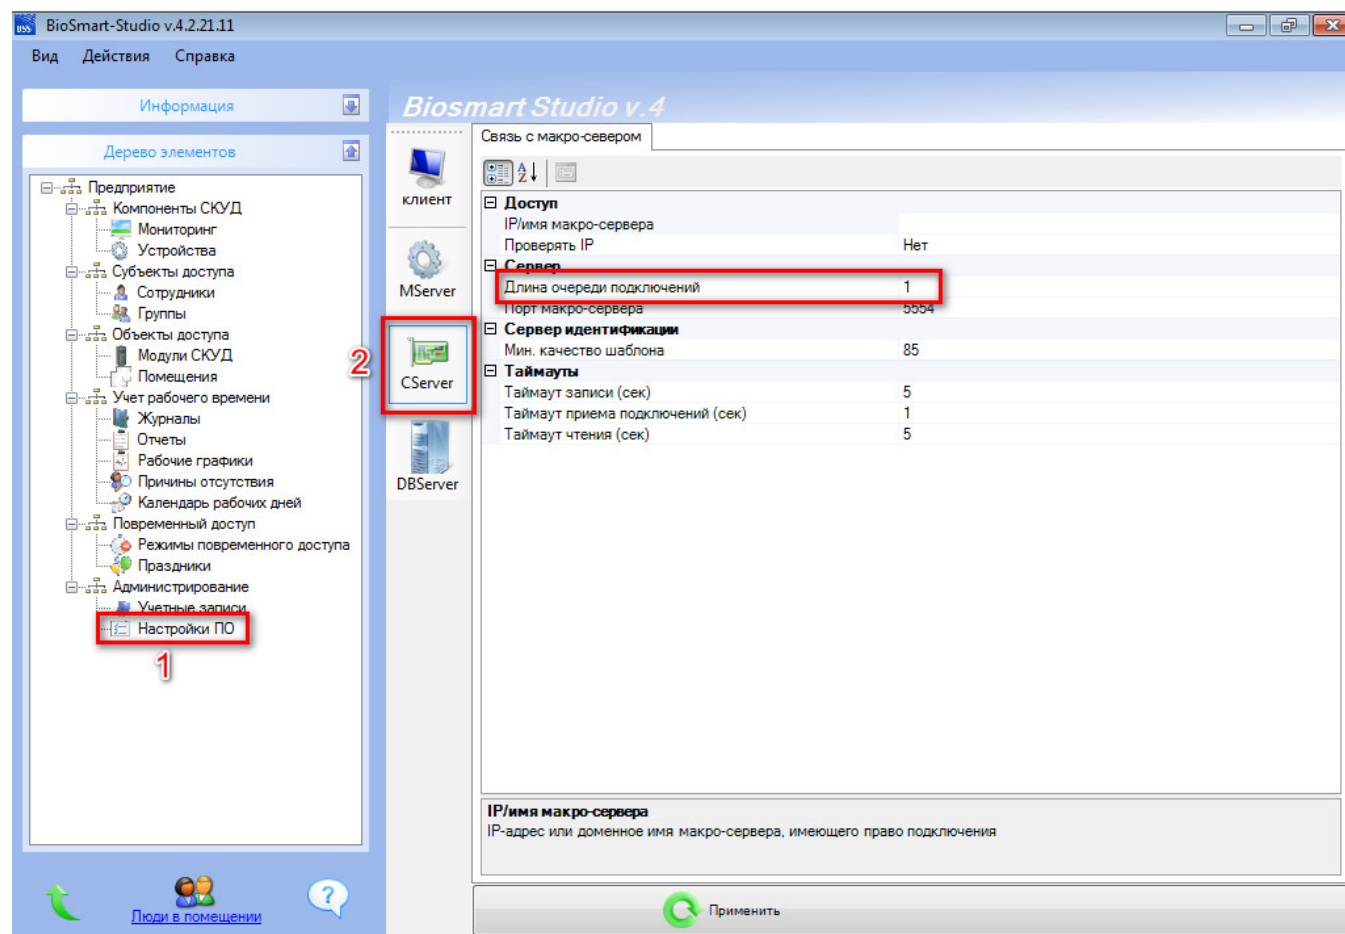 BioSmart-Studio v.4.2.21.11
Вид Действия Справка
Информация
Дерево элементов
Предприятие
Компоненты СКУД
Мониторинг
Устройства
Субъекты доступа
Сотрудники
Группы
Объекты доступа
Модули СКУД
Помещения
Учет рабочего времени
Журналы
Отчеты
Рабочие графики
Причины отсутствия
Календарь рабочих дней
Повременный доступ
Режимы повременного доступа
Праздники
Администрирование
Учетные записи
Настройки ПО
1
Люди в помещении
?
Biosmart Studio v.4
клиент
MServer
2
CServer
DBServer
Связь с макро-севером
Доступ
IP/имя макро-сервера
Проверять IP Нет
Сервер
Длина очереди подключений 1
Порт макро-сервера 5554
Сервер идентификации
Мин. качество шаблона 85
Таймауты
Таймаут записи (сек) 5
Таймаут приема подключений (сек) 1
Таймаут чтения (сек) 5
IP/имя макро-сервера
IP-адрес или доменное имя макро-сервера, имеющего право подключения
Применить